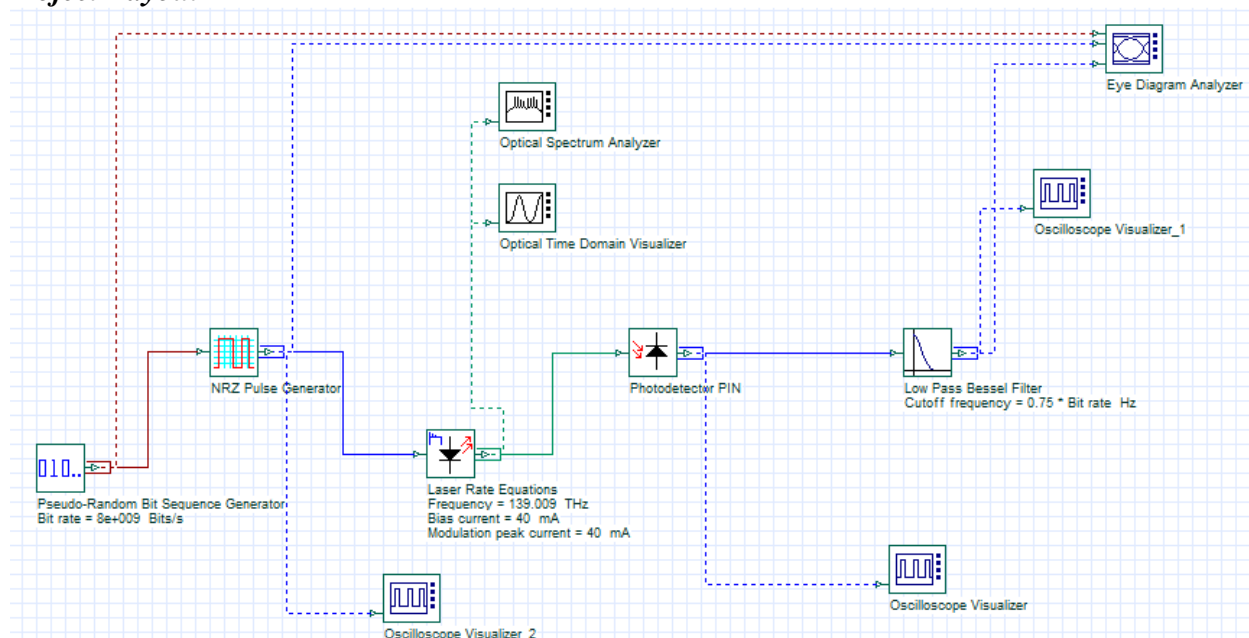 Eye Diagram Analyzer
Optical Spectrum Analyzer
Oscilloscope Visualizer_1
Optical Time Domain Visualizer
NRZ Pulse Generator
Photodetector PIN
Low Pass Bessel Filter
Cutoff frequency = 0.75 * Bit rate Hz
010..
Pseudo-Random Bit Sequence Generator
Bit rate = 8e+009 Bits/s
Laser Rate Equations
Frequency = 139.009 THz
Bias current = 40 mA
Modulation peak current = 40 mA
Oscilloscope Visualizer
Oscilloscope Visualizer_2